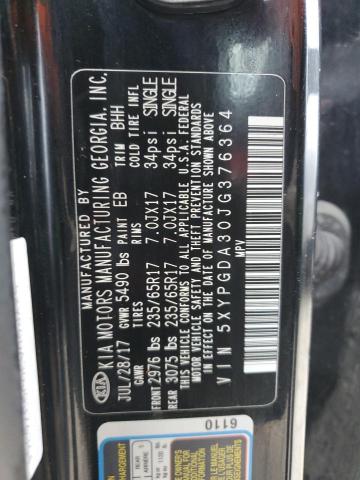 MANUFACTURED BY
KIA MOTORS MANUFACTURING GEORGIA, INC.
JUL/28/17 PAINT EB TRIM BHH
GVWR 5490 lbs
GAWR TIRES RIMS COLD TIRE INFL
FRONT 2976 lbs 235/65R17 7.0JX17 34psi SINGLE
REAR 3075 lbs 235/65R17 7.0JX17 34psi SINGLE
THIS VEHICLE CONFORMS TO ALL APPLICABLE U.S. FEDERAL
MOTOR VEHICLE SAFETY AND THEFT PREVENTION STANDARDS
IN EFFECT ON THE DATE OF MANUFACTURE SHOWN ABOVE
VIN 5XYPGDA30JG376364
MPV
KIA
6110